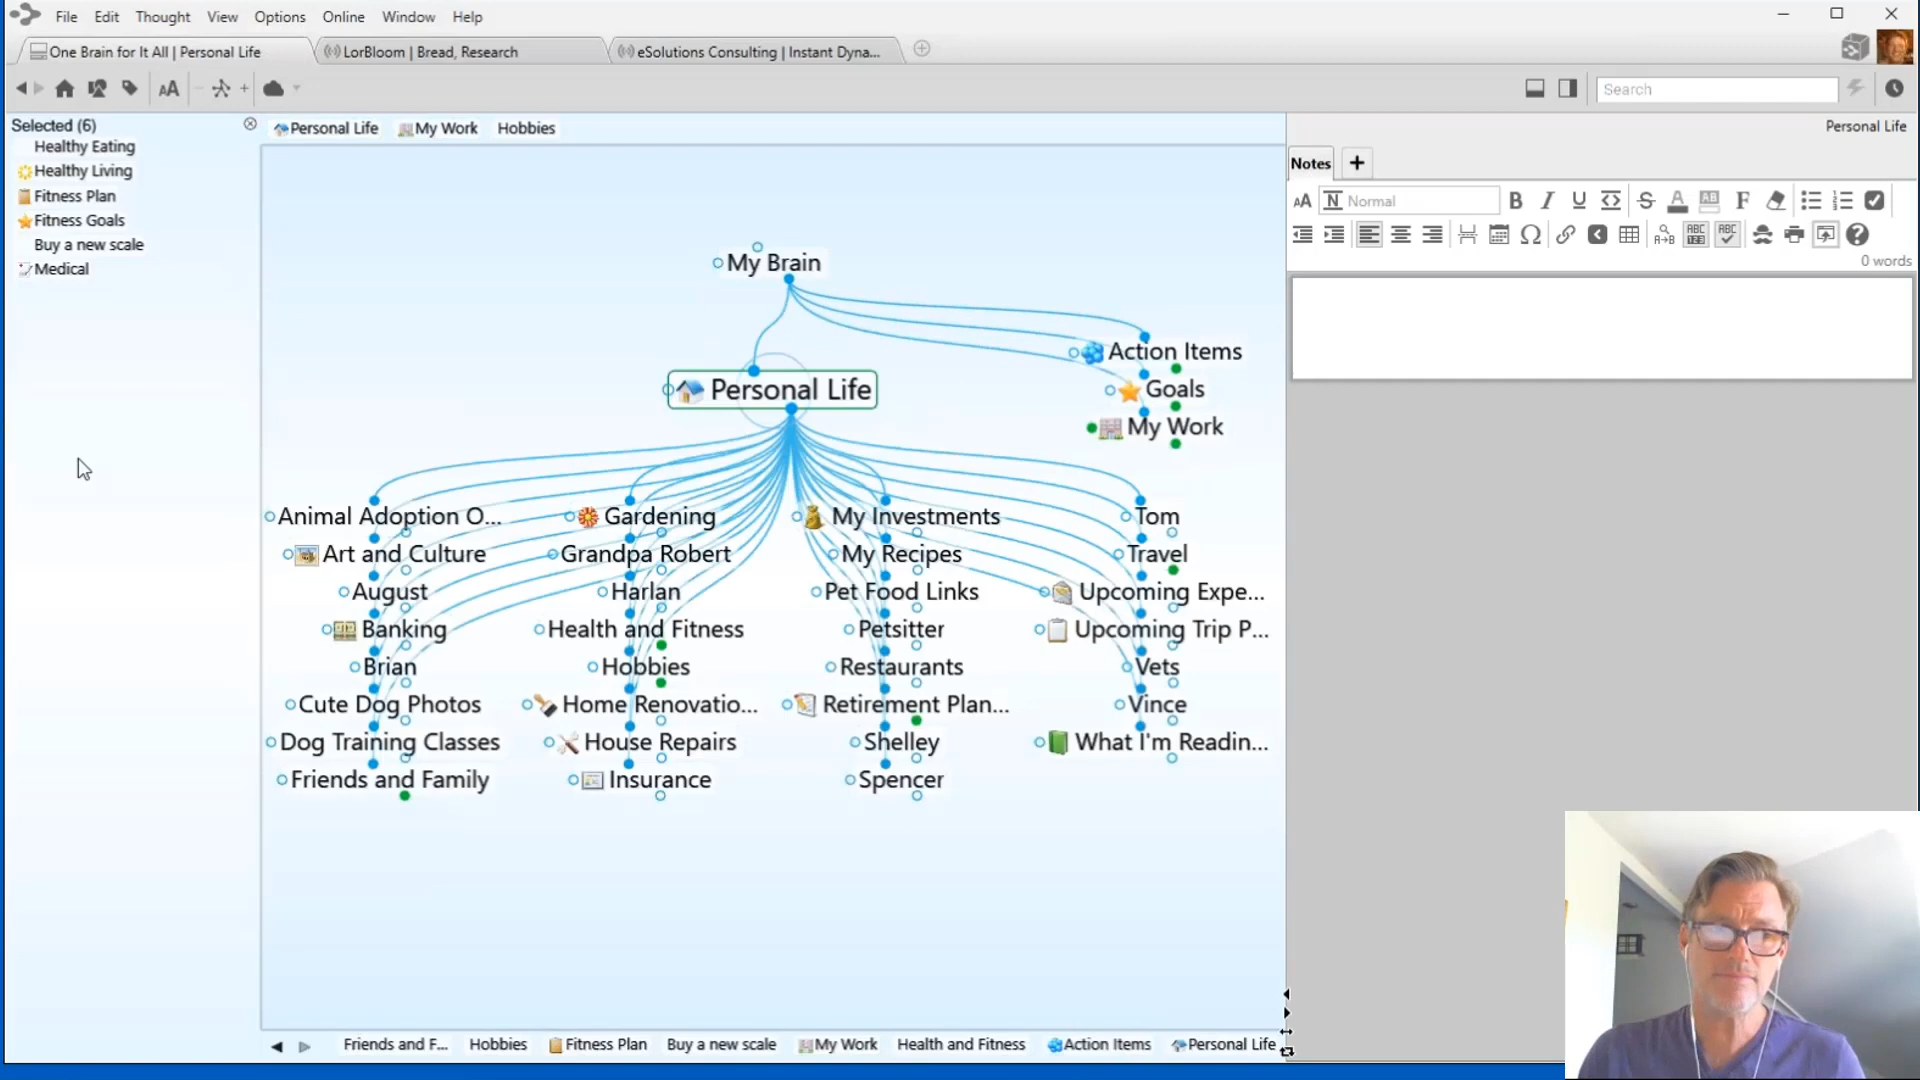 File Edit Thought View Options Online Window Help
One Brain for It All | Personal Life
LorBloom | Bread, Research
eSolutions Consulting | Instant Dyna...
AA
Search
Selected (6)
Healthy Eating
Healthy Living
Fitness Plan
Fitness Goals
Buy a new scale
Medical
Personal Life My Work Hobbies
My Brain
Action Items
Goals
My Work
Personal Life
Animal Adoption O...
Art and Culture
August
Banking
Brian
Cute Dog Photos
Dog Training Classes
Friends and Family
Gardening
Grandpa Robert
Harlan
Health and Fitness
Hobbies
Home Renovatio...
House Repairs
Insurance
My Investments
My Recipes
Pet Food Links
Petsitter
Restaurants
Retirement Plan...
Shelley
Spencer
Tom
Travel
Upcoming Expe...
Upcoming Trip P...
Vets
Vince
What I'm Readin...
Friends and F... Hobbies Fitness Plan Buy a new scale My Work Health and Fitness Action Items Personal Life
Personal Life
Notes +
AA N Normal B I U S A AB F
Ω ABC ABC ?
0 words